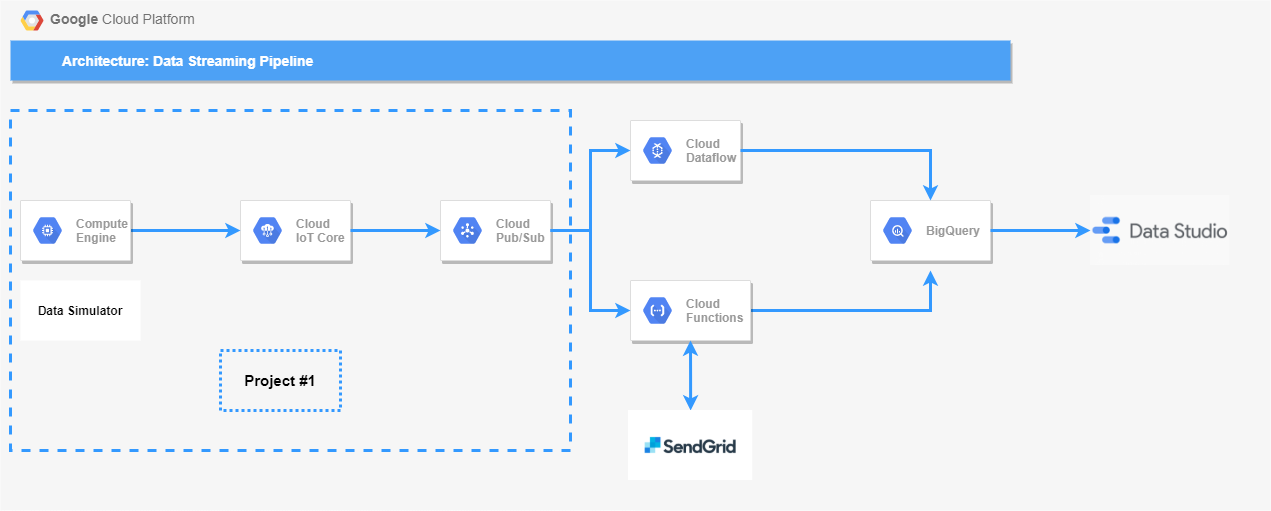 Google Cloud Platform
Architecture: Data Streaming Pipeline
Compute
Engine
Cloud
IoT Core
Cloud
Pub/Sub
Data Simulator
Project #1
Cloud
Dataflow
Cloud
Functions
SendGrid
BigQuery
Data Studio